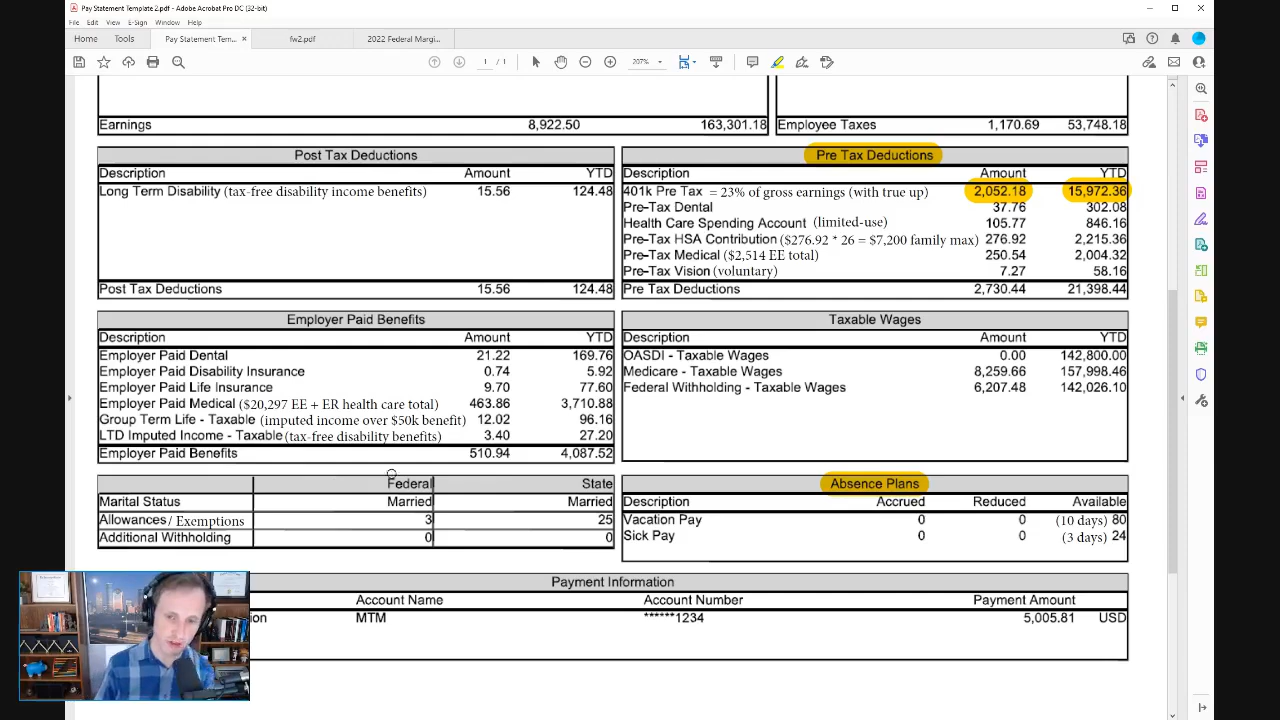 Pay Statement Template 2.pdf - Adobe Acrobat Pro DC (32-bit)
File Edit View E-Sign Window Help
Home Tools Pay Statement Tem... × fw2.pdf 2022 Federal Margi...
1 / 1 207%
Earnings 8,922.50 163,301.18
Employee Taxes 1,170.69 53,748.18
Post Tax Deductions
Description Amount YTD
Long Term Disability (tax-free disability income benefits) 15.56 124.48
Post Tax Deductions 15.56 124.48
Pre Tax Deductions
Description Amount YTD
401k Pre Tax = 23% of gross earnings (with true up) 2,052.18 15,972.36
Pre-Tax Dental 37.76 302.08
Health Care Spending Account (limited-use) 105.77 846.16
Pre-Tax HSA Contribution ($276.92 * 26 = $7,200 family max) 276.92 2,215.36
Pre-Tax Medical ($2,514 EE total) 250.54 2,004.32
Pre-Tax Vision (voluntary) 7.27 58.16
Pre Tax Deductions 2,730.44 21,398.44
Employer Paid Benefits
Description Amount YTD
Employer Paid Dental 21.22 169.76
Employer Paid Disability Insurance 0.74 5.92
Employer Paid Life Insurance 9.70 77.60
Employer Paid Medical ($20,297 EE + ER health care total) 463.86 3,710.88
Group Term Life - Taxable (imputed income over $50k benefit) 12.02 96.16
LTD Imputed Income - Taxable (tax-free disability benefits) 3.40 27.20
Employer Paid Benefits 510.94 4,087.52
Taxable Wages
Description Amount YTD
OASDI - Taxable Wages 0.00 142,800.00
Medicare - Taxable Wages 8,259.66 157,998.46
Federal Withholding - Taxable Wages 6,207.48 142,026.10
Federal State
Marital Status Married Married
Allowances / Exemptions 3 25
Additional Withholding 0 0
Absence Plans
Description Accrued Reduced Available
Vacation Pay 0 0 (10 days) 80
Sick Pay 0 0 (3 days) 24
Payment Information
Account Name Account Number Payment Amount
ion MTM ******1234 5,005.81 USD